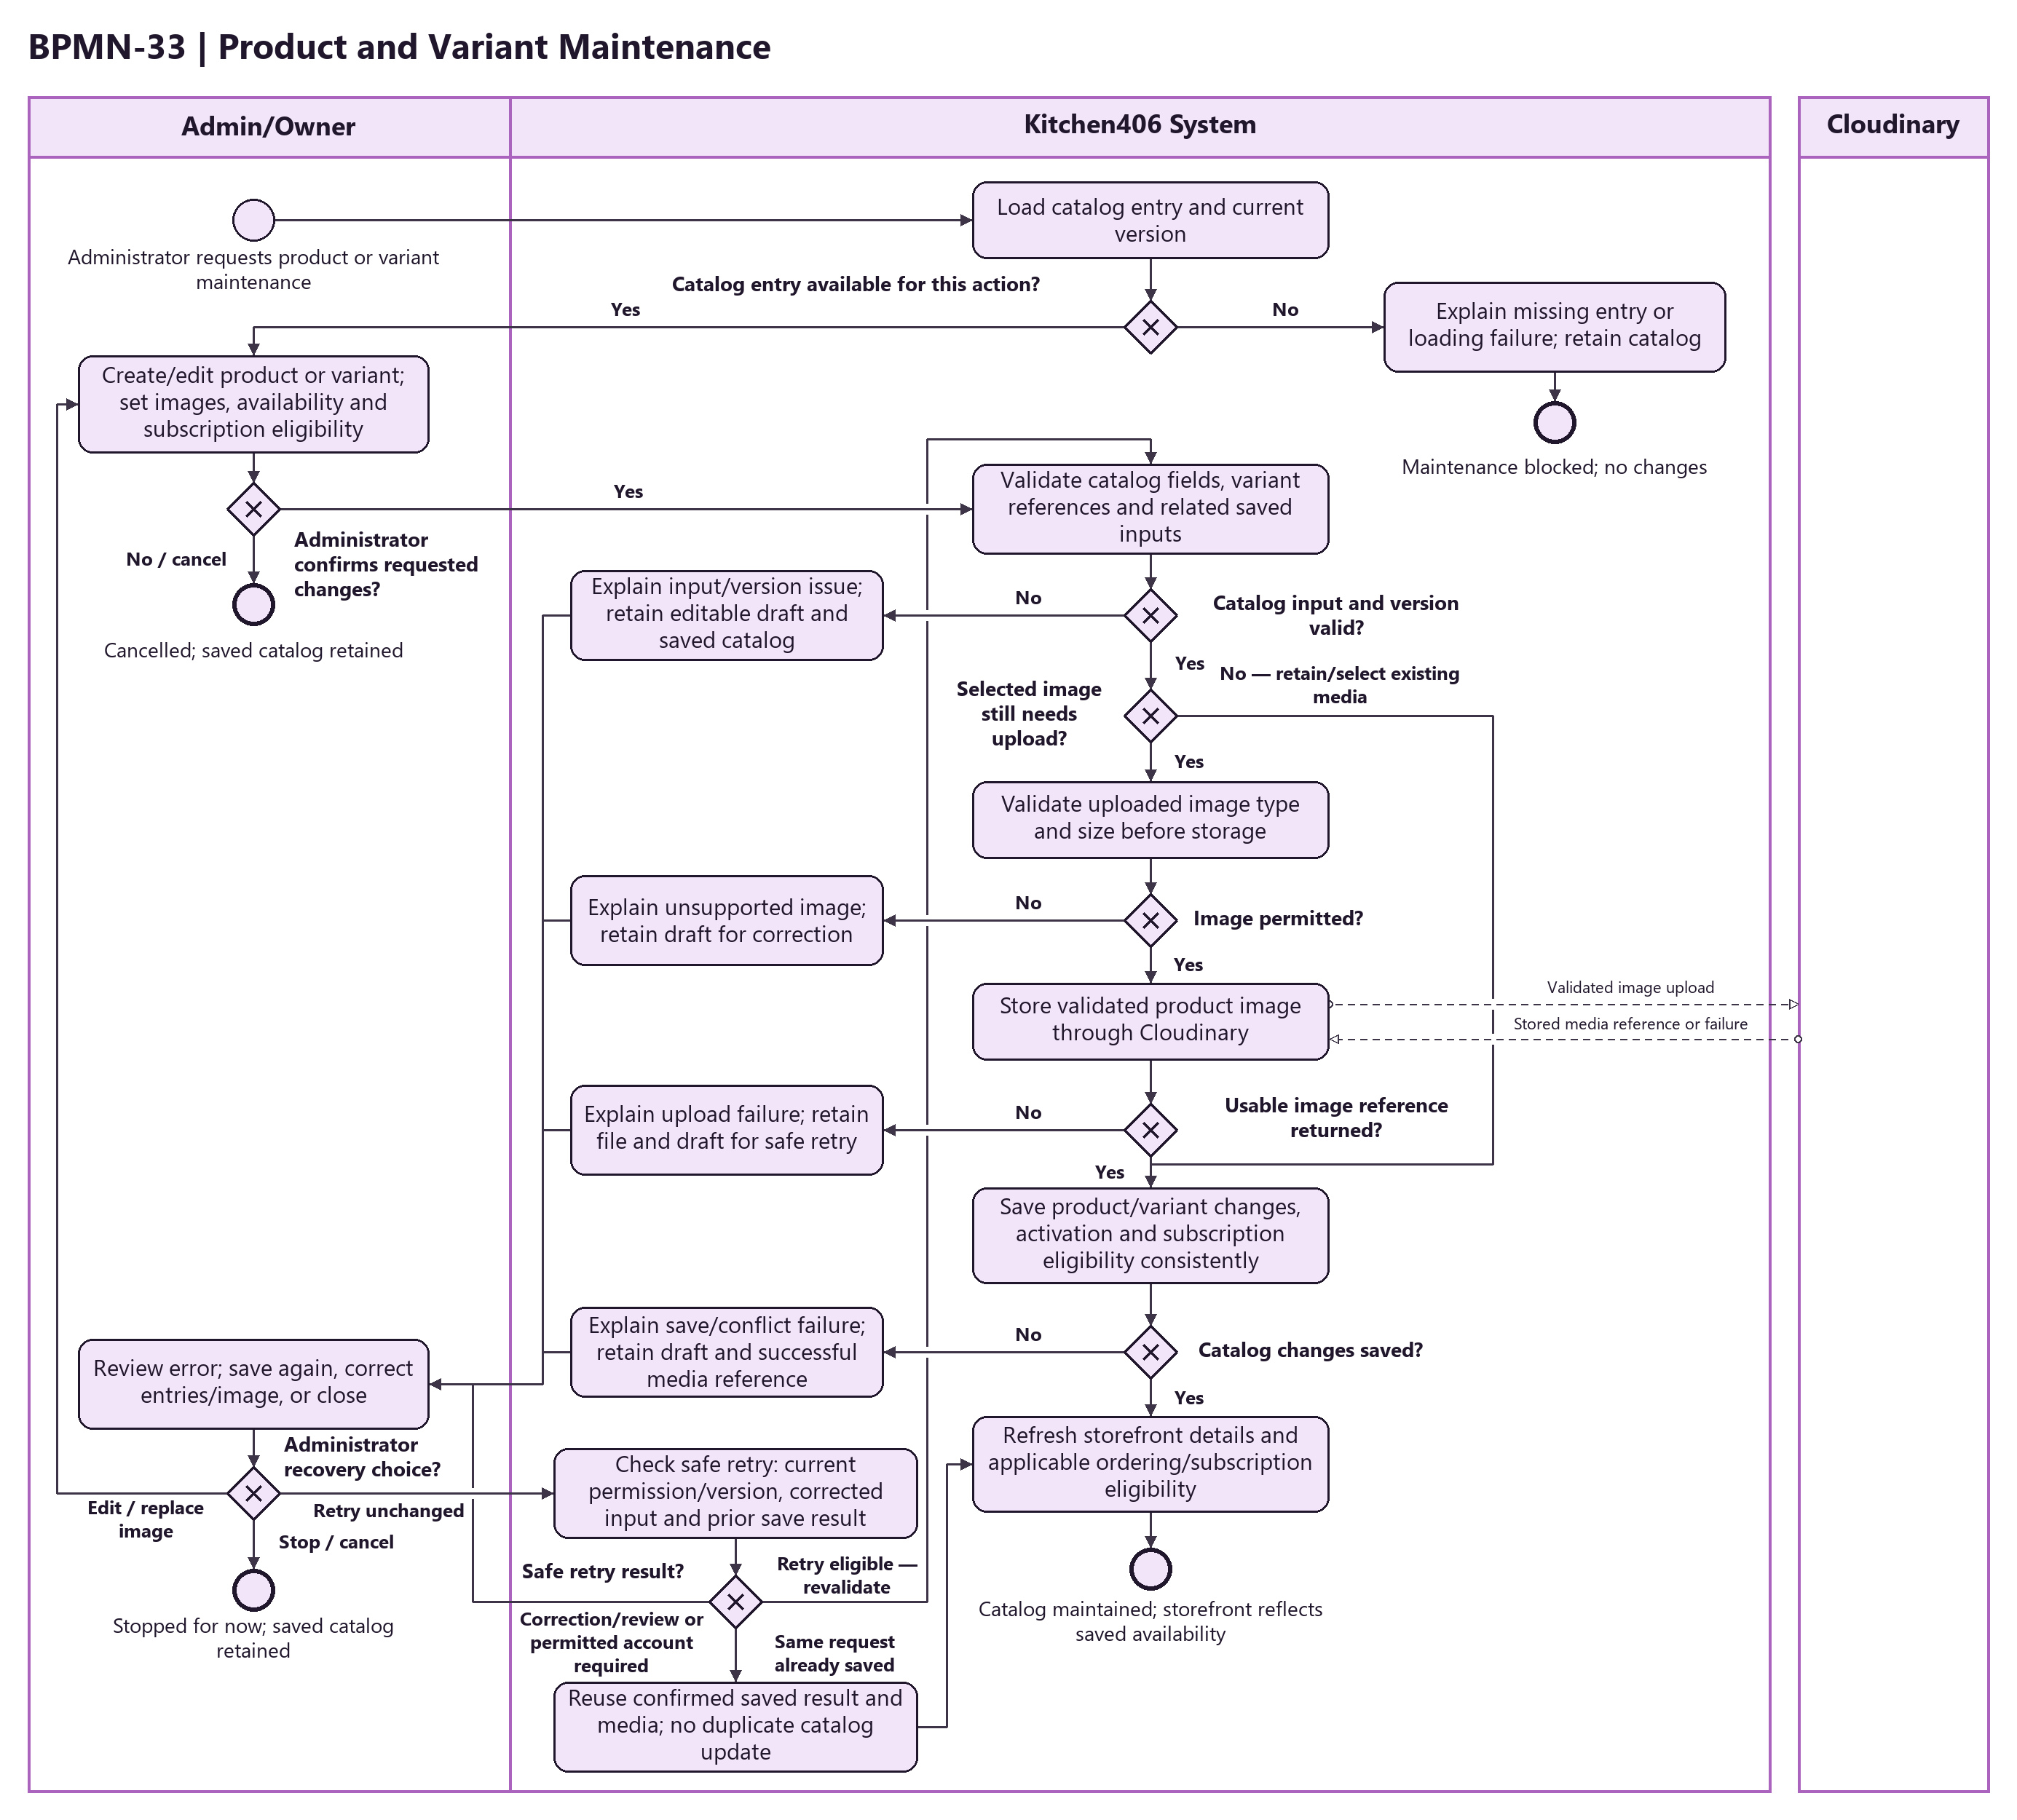 BPMN-33 | Product and Variant Maintenance
Admin/Owner
Kitchen406 System
Cloudinary
Administrator requests product or variant
maintenance
Load catalog entry and current
version
Catalog entry available for this action?
Yes
No
Explain missing entry or
loading failure; retain catalog
Maintenance blocked; no changes
Create/edit product or variant;
set images, availability and
subscription eligibility
Yes
No / cancel
Administrator
confirms requested
changes?
Cancelled; saved catalog retained
Validate catalog fields, variant
references and related saved
inputs
Catalog input and version
valid?
No
Explain input/version issue;
retain editable draft and
saved catalog
Yes
No — retain/select existing
media
Selected image
still needs
upload?
Yes
Validate uploaded image type
and size before storage
Image permitted?
No
Explain unsupported image;
retain draft for correction
Yes
Store validated product image
through Cloudinary
Validated image upload
Stored media reference or failure
Usable image reference
returned?
No
Explain upload failure; retain
file and draft for safe retry
Yes
Save product/variant changes,
activation and subscription
eligibility consistently
Catalog changes saved?
No
Explain save/conflict failure;
retain draft and successful
media reference
Yes
Review error; save again, correct
entries/image, or close
Administrator
recovery choice?
Edit / replace
image
Retry unchanged
Stop / cancel
Stopped for now; saved catalog
retained
Check safe retry: current
permission/version, corrected
input and prior save result
Safe retry result?
Retry eligible —
revalidate
Correction/review or
permitted account
required
Same request
already saved
Reuse confirmed saved result and
media; no duplicate catalog
update
Refresh storefront details and
applicable ordering/subscription
eligibility
Catalog maintained; storefront reflects
saved availability